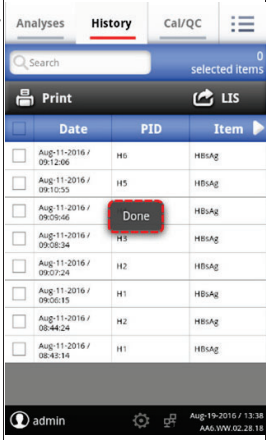 Analyses History Cal/QC
Search 0
selected items
Print LIS
Date PID Item
Aug-11-2016 / H6 HBsAg
09:12:06
Aug-11-2016 / H5 HBsAg
09:10:55
Aug-11-2016 / HBsAg
09:09:46
Done
Aug-11-2016 / H3 HBsAg
09:08:34
Aug-11-2016 / H2 HBsAg
09:07:24
Aug-11-2016 / H1 HBsAg
09:06:15
Aug-11-2016 / H2 HBsAg
08:44:24
Aug-11-2016 / H1 HBsAg
08:43:14
admin Aug-19-2016 / 13:38
AA6.WW.02.28.18